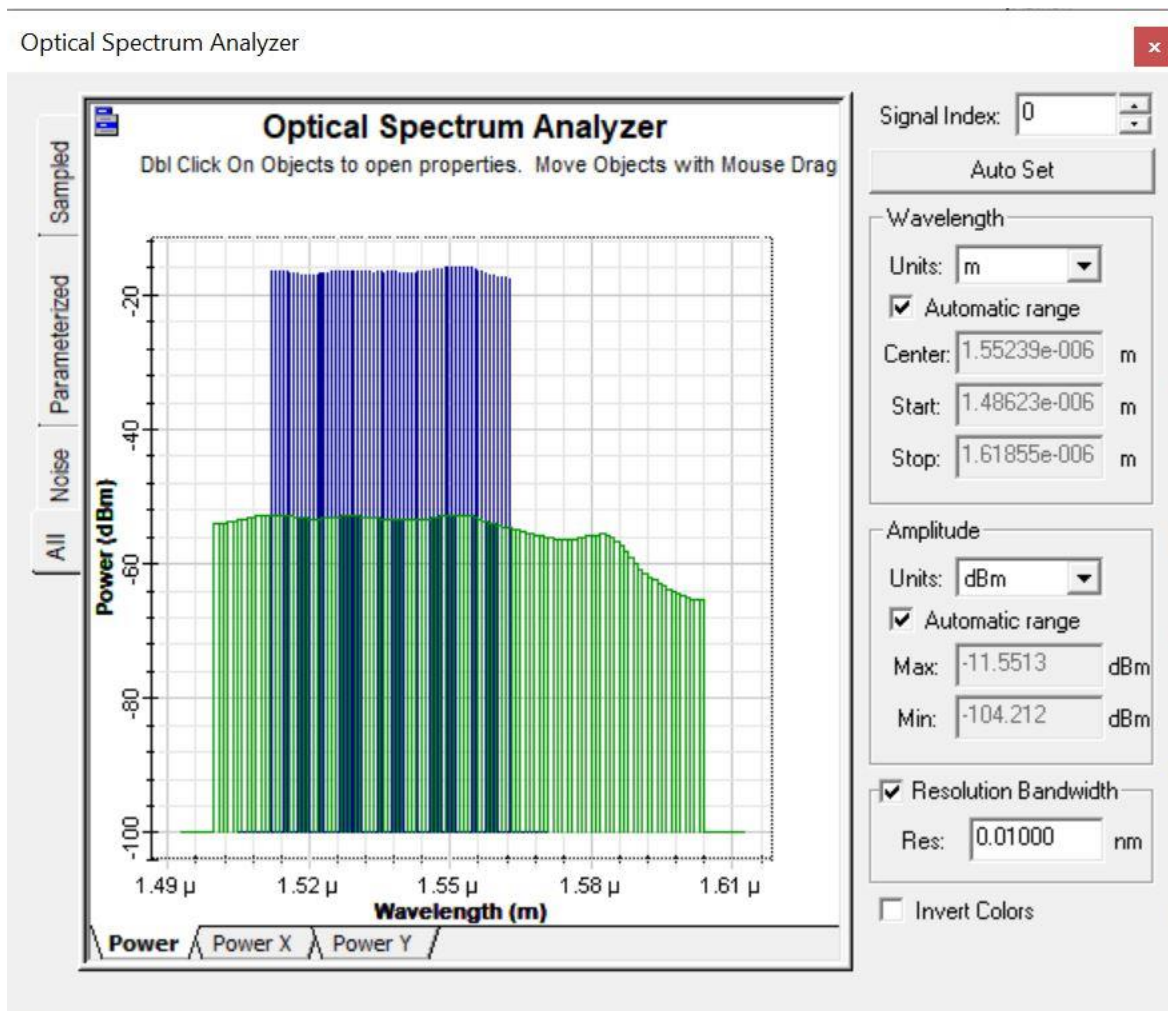 Optical Spectrum Analyzer
x
Sampled
Parameterized
Noise
All
Optical Spectrum Analyzer
Dbl Click On Objects to open properties. Move Objects with Mouse Drag
Power (dBm)
-20
-40
-60
-80
-100
1.49 µ 1.52 µ 1.55 µ 1.58 µ 1.61 µ
Wavelength (m)
Power Power X Power Y
Signal Index: 0
Auto Set
Wavelength
Units: m
Automatic range
Center: 1.55239e-006 m
Start: 1.48623e-006 m
Stop: 1.61855e-006 m
Amplitude
Units: dBm
Automatic range
Max: -11.5513 dBm
Min: -104.212 dBm
Resolution Bandwidth
Res: 0.01000 nm
Invert Colors